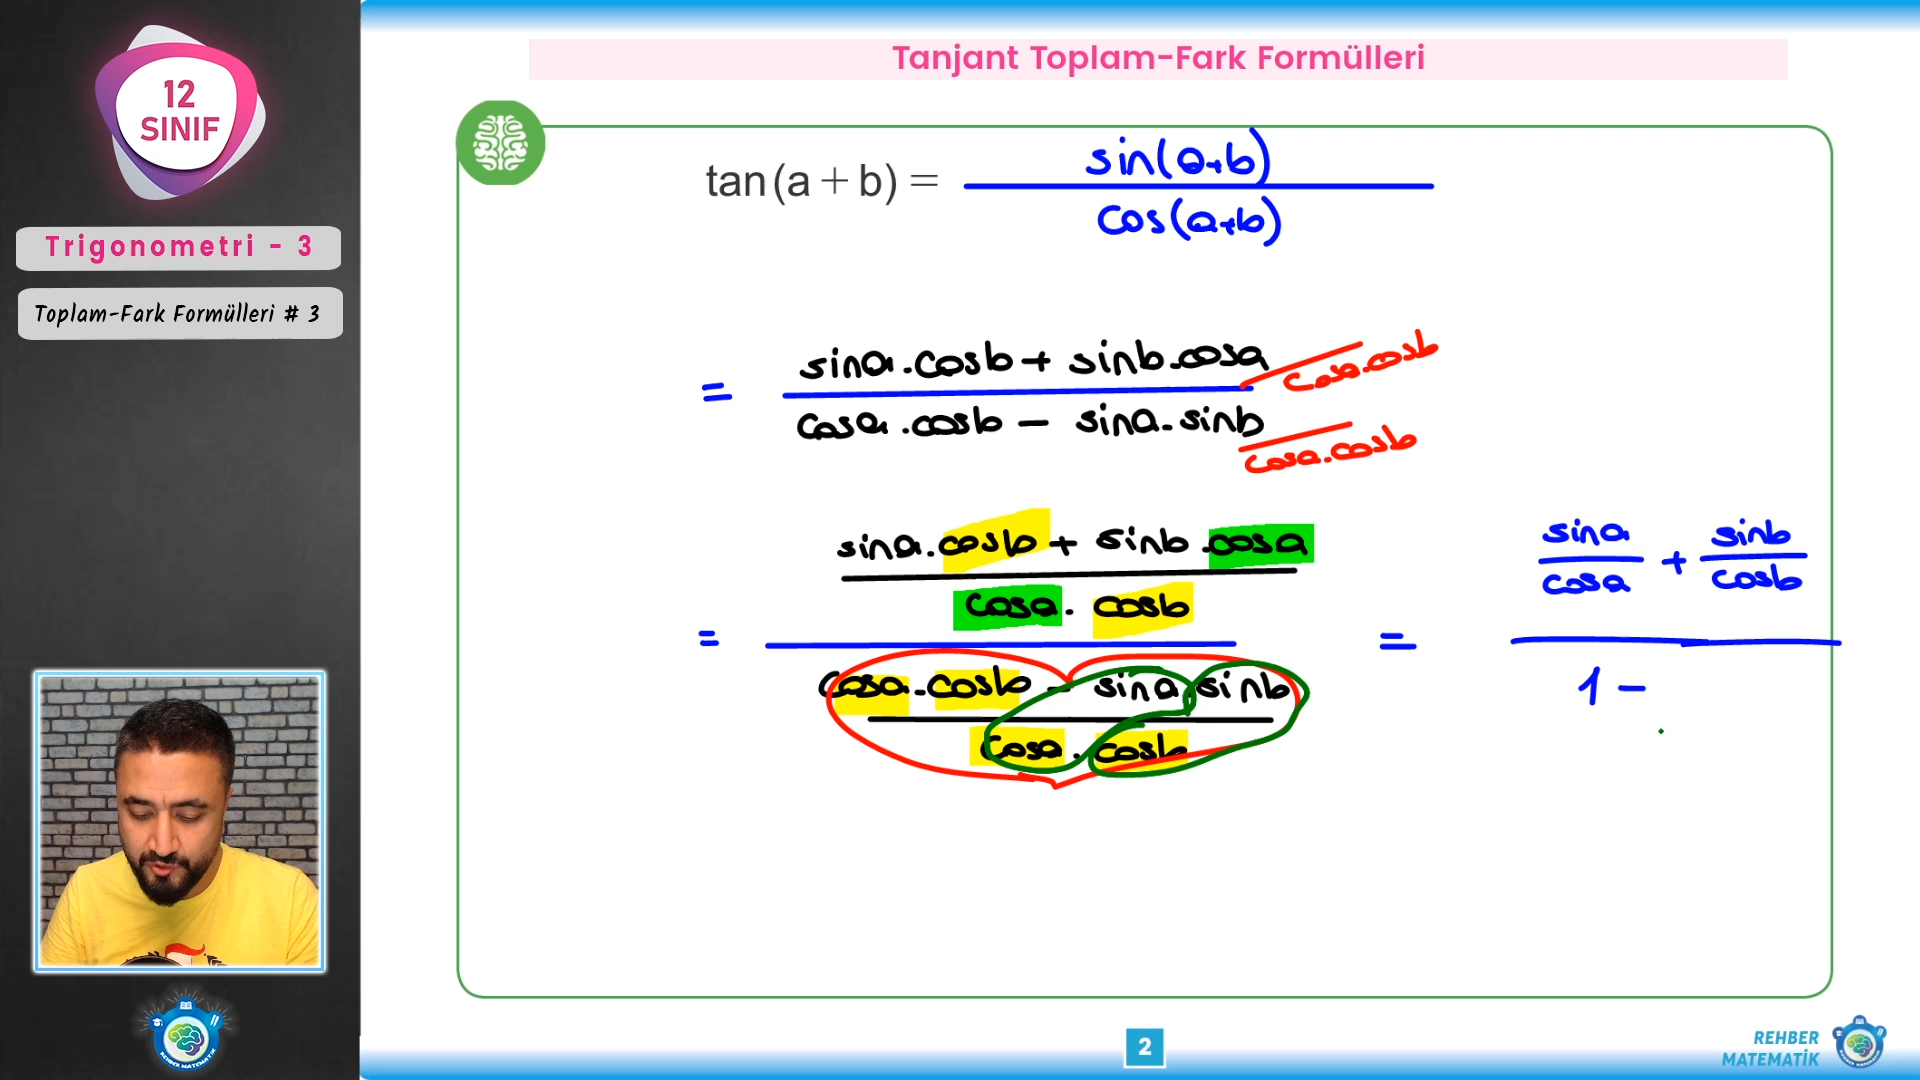 12
SINIF
Trigonometri - 3
Toplam-Fark Formülleri # 3
Tanjant Toplam-Fark Formülleri
tan(a+b) =
sin(a+b)
cos(a+b)
=
sina.cosb + sinb.cosa
cosa.cosb
cosa.cosb - sina.sinb
cosa.cosb
=
sina.cosb + sinb.cosa
cosa.cosb
cosa.cosb - sina sinb
cosa.cosb
=
sina + sinb
cosa cosb
1 -
2
REHBER
MATEMATİK
REHBER MATEMATİK